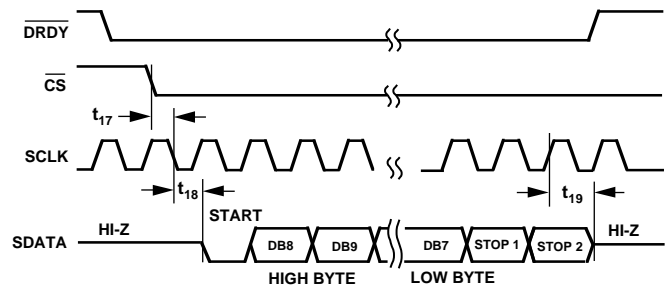 DRDY
CS
t17
SCLK
t18
t19
START
HI-Z
HI-Z
SDATA
DB8
DB9
DB7
STOP 1
STOP 2
HIGH BYTE
LOW BYTE